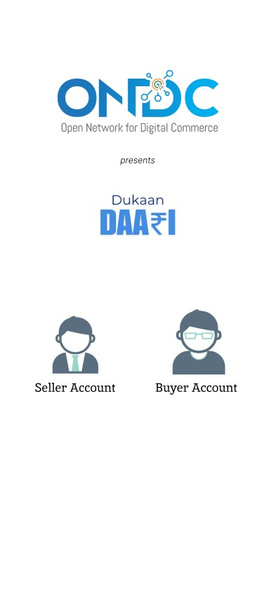 ONDC
Open Network for Digital Commerce
presents
Dukaan
DAA₹I
Seller Account
Buyer Account